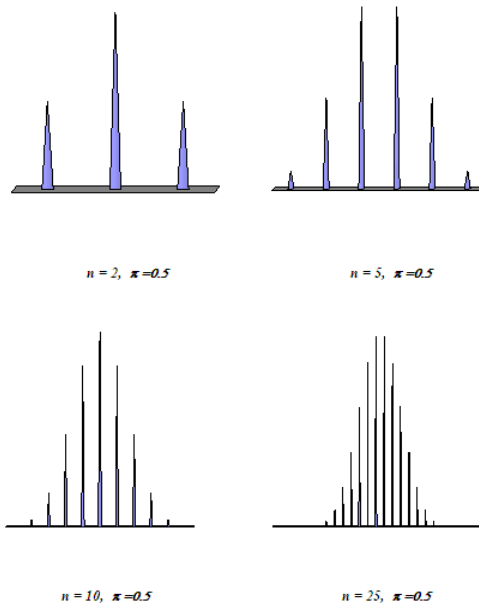 n = 2, π =0.5
n = 5, π =0.5
n = 10, π =0.5
n = 25, π =0.5